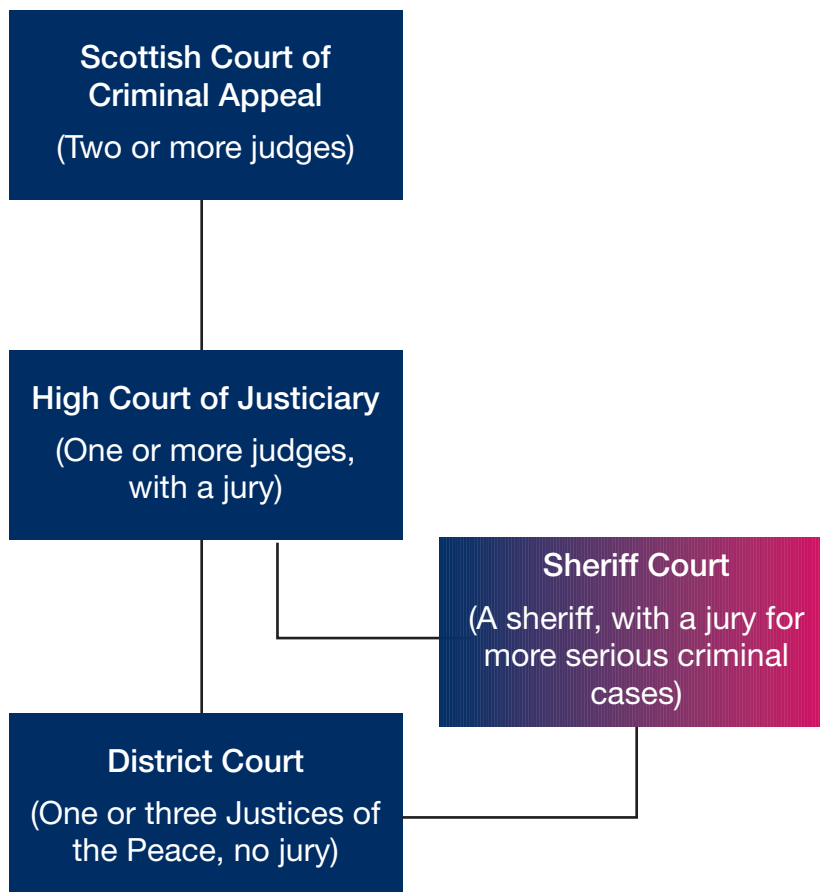 Scottish Court of
Criminal Appeal
(Two or more judges)
High Court of Justiciary
(One or more judges,
with a jury)
Sheriff Court
(A sheriff, with a jury for
more serious criminal
cases)
District Court
(One or three Justices of
the Peace, no jury)